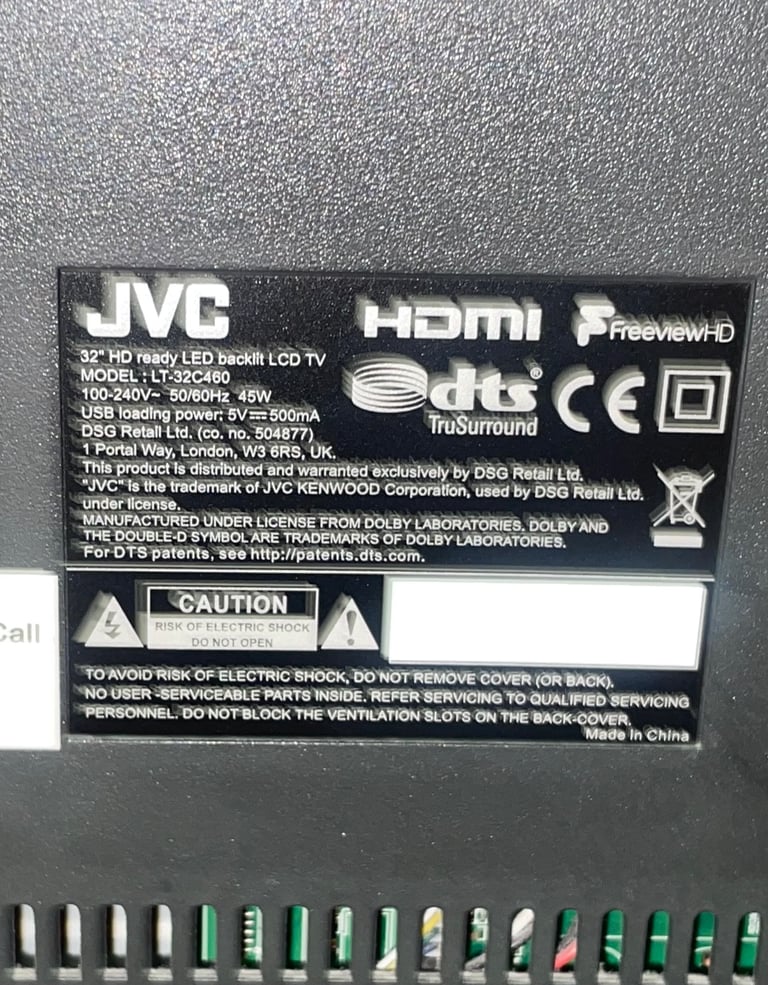 JVC
HDMI
FreeviewHD
32" HD ready LED backlit LCD TV
MODEL : LT-32C460
100-240V~ 50/60Hz 45W
USB loading power: 5V⎓500mA
DSG Retail Ltd. (co. no. 504877)
1 Portal Way, London, W3 6RS, UK.
dts®
TruSurround
CE
This product is distributed and warranted exclusively by DSG Retail Ltd.
"JVC" is the trademark of JVC KENWOOD Corporation, used by DSG Retail Ltd.
under license.
MANUFACTURED UNDER LICENSE FROM DOLBY LABORATORIES. DOLBY AND
THE DOUBLE-D SYMBOL ARE TRADEMARKS OF DOLBY LABORATORIES.
For DTS patents, see http://patents.dts.com.
Call
CAUTION
RISK OF ELECTRIC SHOCK
DO NOT OPEN
TO AVOID RISK OF ELECTRIC SHOCK, DO NOT REMOVE COVER (OR BACK).
NO USER -SERVICEABLE PARTS INSIDE. REFER SERVICING TO QUALIFIED SERVICING
PERSONNEL. DO NOT BLOCK THE VENTILATION SLOTS ON THE BACK-COVER.
Made in China